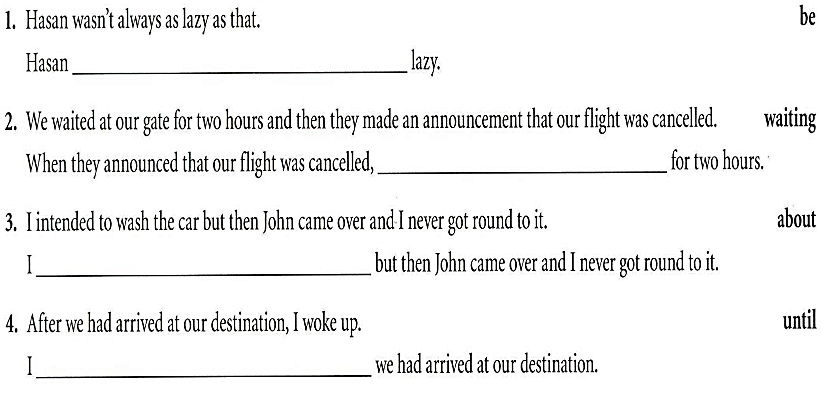 1. Hasan wasn't always as lazy as that. be
Hasan ______ lazy.
2. We waited at our gate for two hours and then they made an announcement that our flight was cancelled. waiting
When they announced that our flight was cancelled, ______ for two hours.
3. I intended to wash the car but then John came over and I never got round to it. about
I ______ but then John came over and I never got round to it.
4. After we had arrived at our destination, I woke up. until
I ______ we had arrived at our destination.